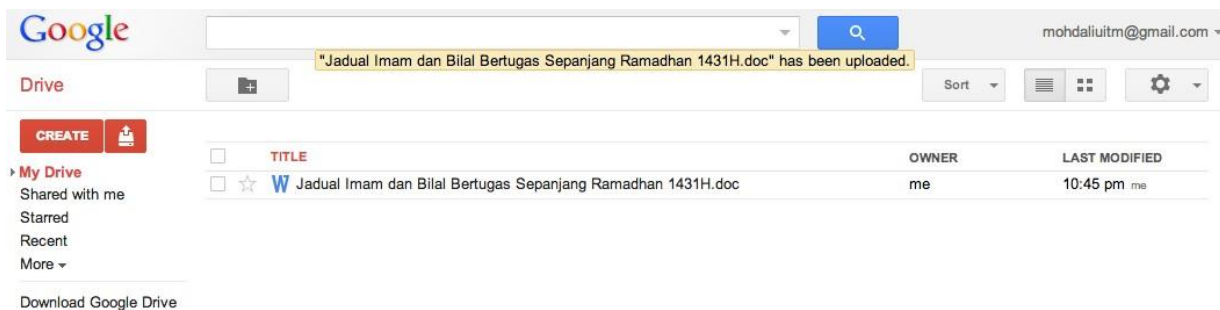 Google
mohdaliuitm@gmail.com
"Jadual Imam dan Bilal Bertugas Sepanjang Ramadhan 1431H.doc" has been uploaded.
Drive
Sort
CREATE
TITLE OWNER LAST MODIFIED
My Drive
W Jadual Imam dan Bilal Bertugas Sepanjang Ramadhan 1431H.doc me 10:45 pm me
Shared with me
Starred
Recent
More
Download Google Drive